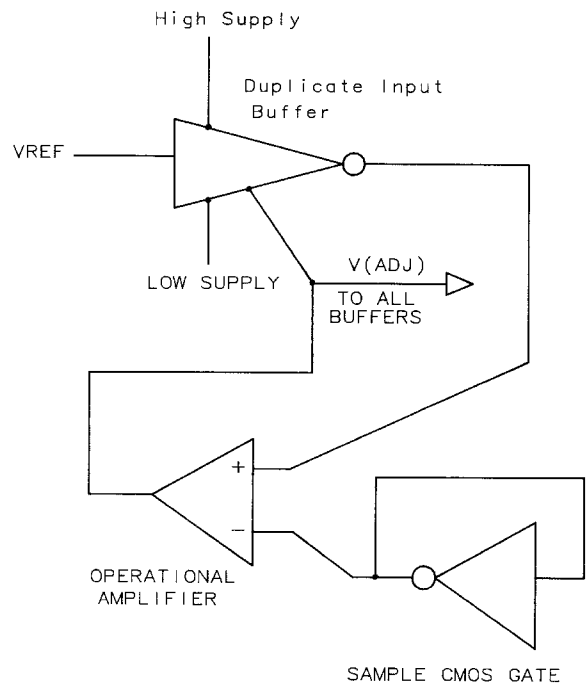 High Supply
Duplicate Input
Buffer
VREF
LOW SUPPLY
V(ADJ)
TO ALL
BUFFERS
+
−
OPERATIONAL
AMPLIFIER
SAMPLE CMOS GATE